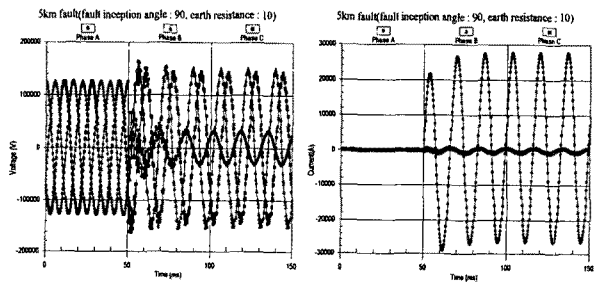 5km fault(fault inception angle : 90, earth resistance : 10)
Phase A Phase B Phase C
200000
100000
0
-100000
-200000
Voltage (V)
0 50 100 150
Time (ms)
5km fault(fault inception angle : 90, earth resistance : 10)
Phase A Phase B Phase C
30000
20000
10000
0
-10000
-20000
-30000
Current(A)
0 50 100 150
Time (ms)